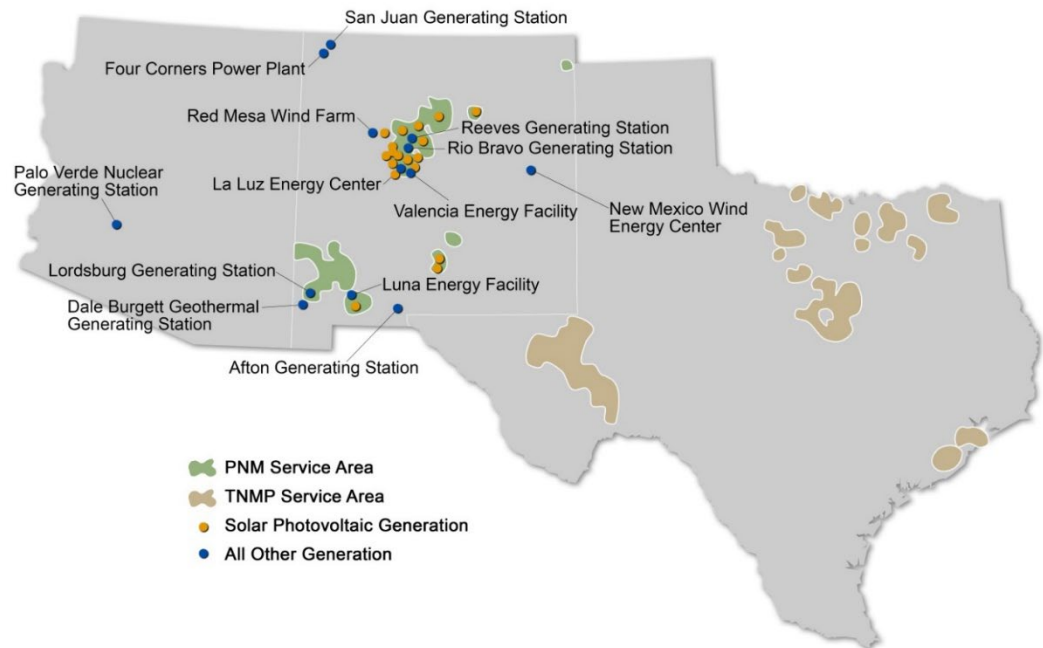 San Juan Generating Station
Four Corners Power Plant
Red Mesa Wind Farm
Reeves Generating Station
Rio Bravo Generating Station
Palo Verde Nuclear
Generating Station
La Luz Energy Center
Valencia Energy Facility
New Mexico Wind
Energy Center
Lordsburg Generating Station
Luna Energy Facility
Dale Burgett Geothermal
Generating Station
Afton Generating Station
PNM Service Area
TNMP Service Area
Solar Photovoltaic Generation
All Other Generation